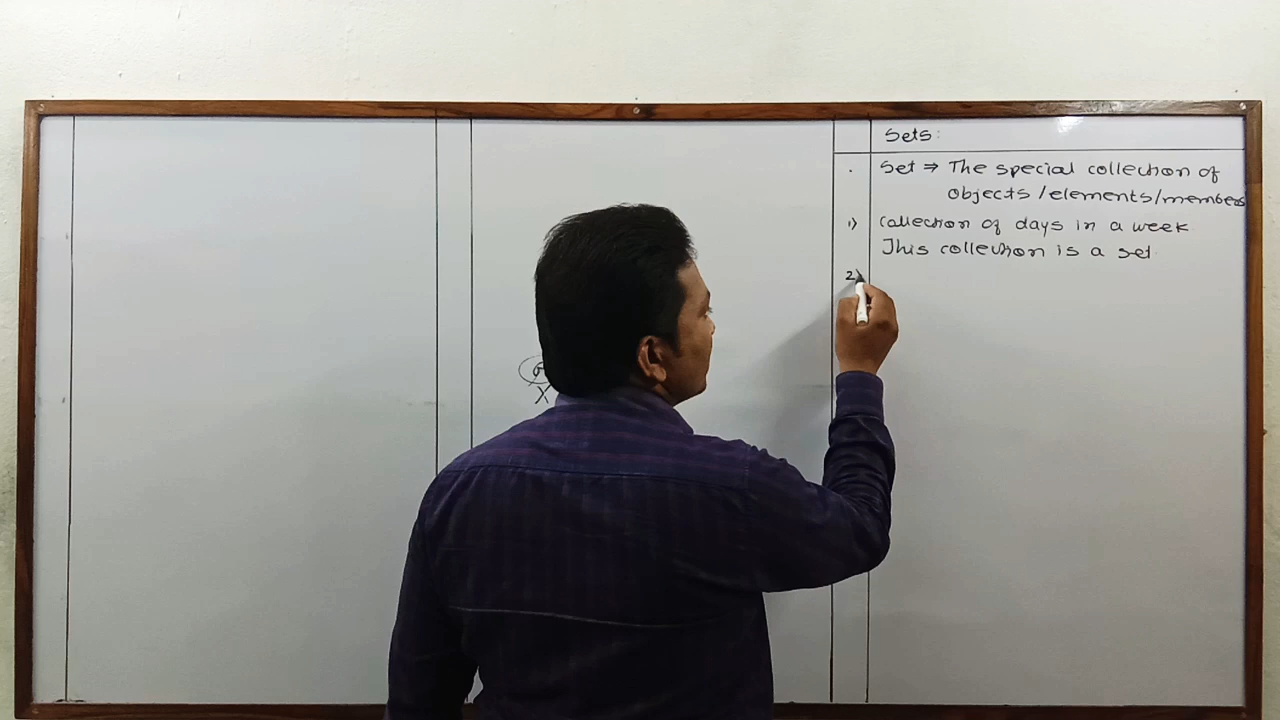 Sets:
. Set ⇒ The special collection of
objects/elements/members
1) Collection of days in a week
This collection is a set.
2)
X